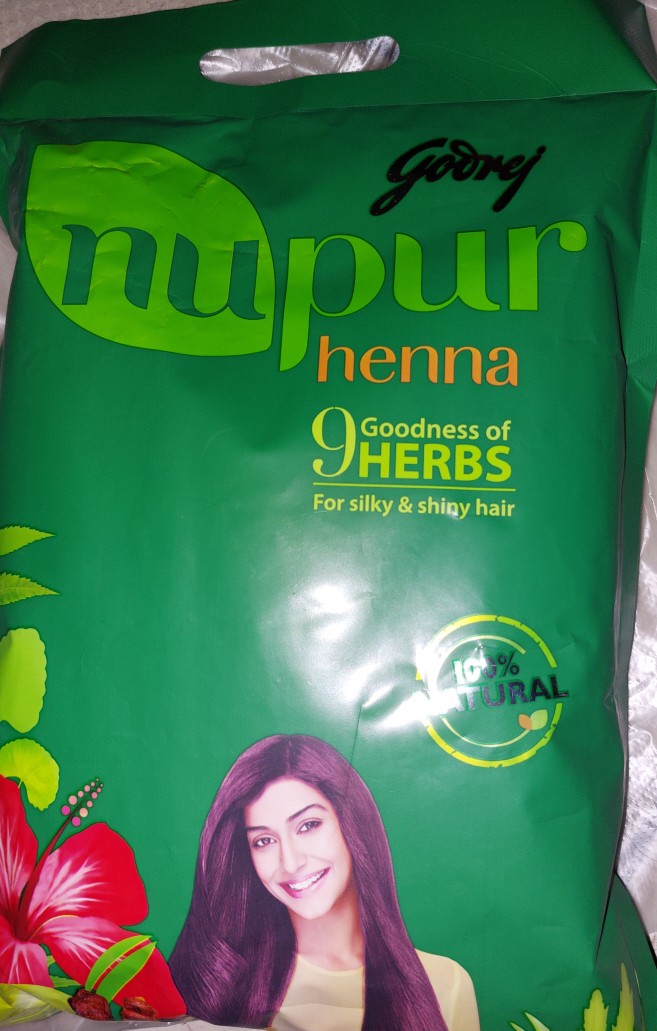 Godrej
nupur
henna
9 Goodness of
HERBS
For silky & shiny hair
100%
NATURAL